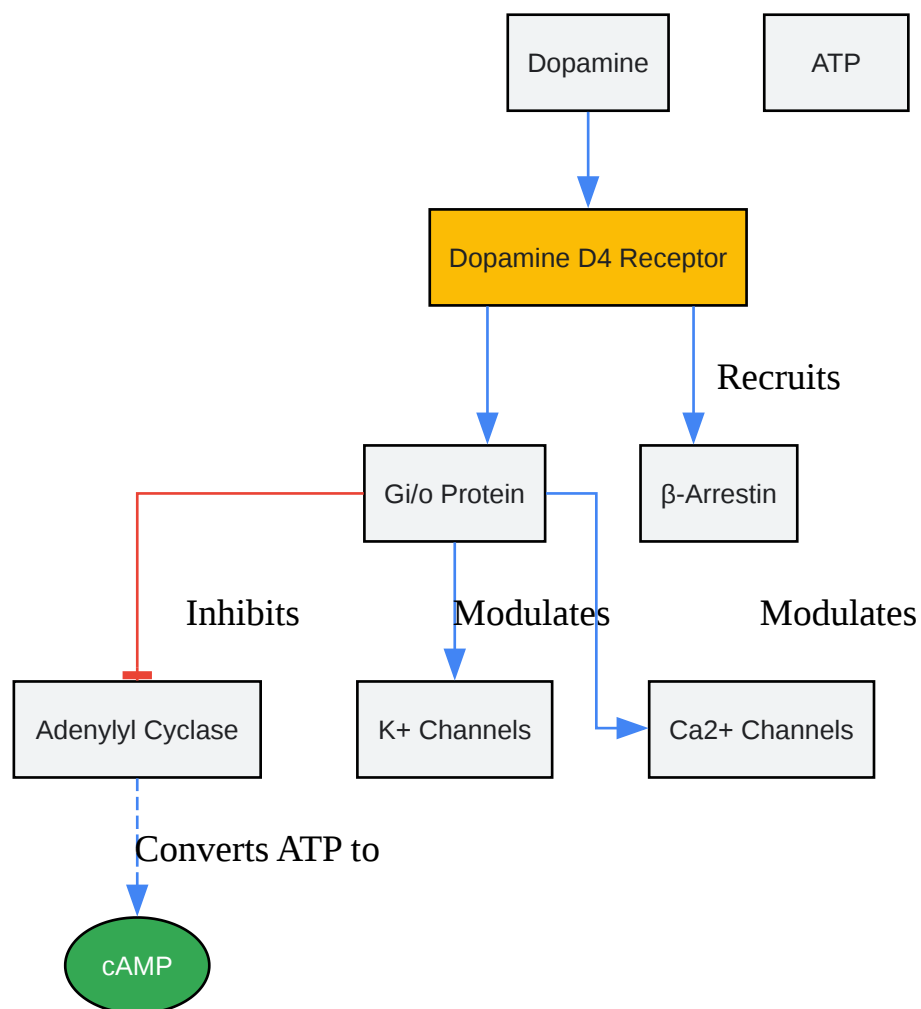 Dopamine
ATP
Dopamine D4 Receptor
Recruits
Gi/o Protein
β-Arrestin
Inhibits
Modulates
Modulates
Adenylyl Cyclase
K+ Channels
Ca2+ Channels
Converts ATP to
cAMP